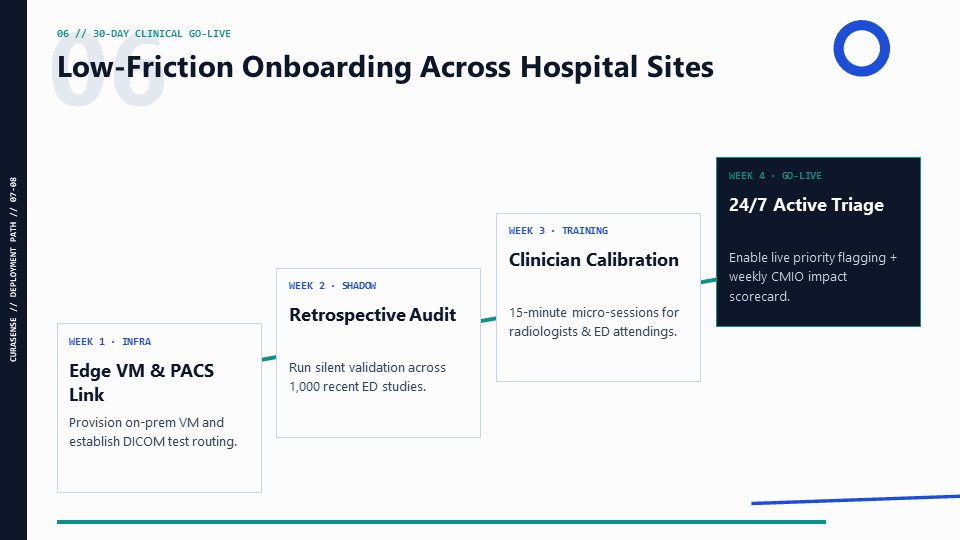 06 // 30-DAY CLINICAL GO-LIVE
06
Low-Friction Onboarding Across Hospital Sites
CURASENSE // DEPLOYMENT PATH // 07-08
WEEK 1 · INFRA
Edge VM & PACS
Link
Provision on-prem VM and
establish DICOM test routing.
WEEK 2 · SHADOW
Retrospective Audit
Run silent validation across
1,000 recent ED studies.
WEEK 3 · TRAINING
Clinician Calibration
15-minute micro-sessions for
radiologists & ED attendings.
WEEK 4 · GO-LIVE
24/7 Active Triage
Enable live priority flagging +
weekly CMIO impact
scorecard.